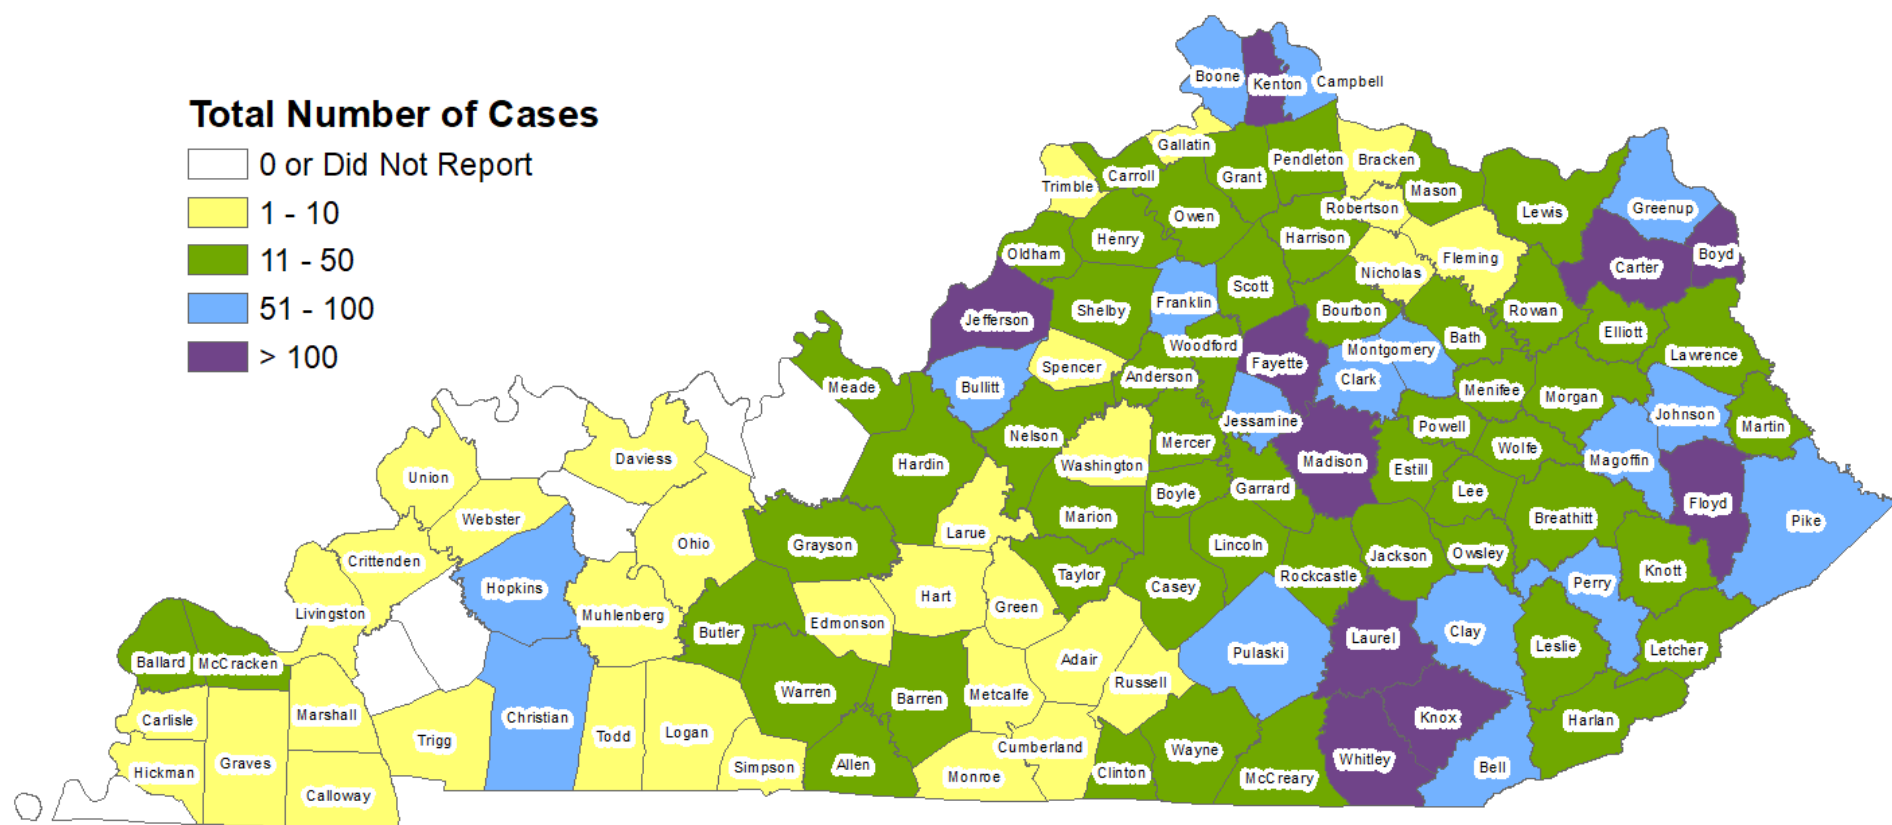 Total Number of Cases
0 or Did Not Report
1 - 10
11 - 50
51 - 100
> 100
Boone
Kenton
Campbell
Gallatin
Carroll
Grant
Pendleton
Bracken
Trimble
Mason
Robertson
Lewis
Greenup
Owen
Henry
Harrison
Oldham
Nicholas
Fleming
Carter
Boyd
Scott
Franklin
Shelby
Jefferson
Bourbon
Rowan
Elliott
Bath
Woodford
Montgomery
Lawrence
Fayette
Spencer
Anderson
Clark
Bullitt
Meade
Menifee
Morgan
Johnson
Martin
Jessamine
Powell
Nelson
Mercer
Wolfe
Daviess
Hardin
Washington
Madison
Estill
Magoffin
Union
Boyle
Garrard
Lee
Floyd
Pike
Webster
Marion
Breathitt
Larue
Ohio
Grayson
Lincoln
Jackson
Owsley
Crittenden
Taylor
Rockcastle
Knott
Hopkins
Casey
Perry
Hart
Green
Livingston
Muhlenberg
Edmonson
Butler
Laurel
Clay
Leslie
Letcher
Pulaski
Ballard
McCracken
Adair
Russell
Warren
Barren
Metcalfe
Carlisle
Marshall
Christian
Knox
Harlan
Trigg
Todd
Logan
Cumberland
Wayne
Graves
Hickman
Simpson
Allen
Monroe
Clinton
McCreary
Whitley
Bell
Calloway